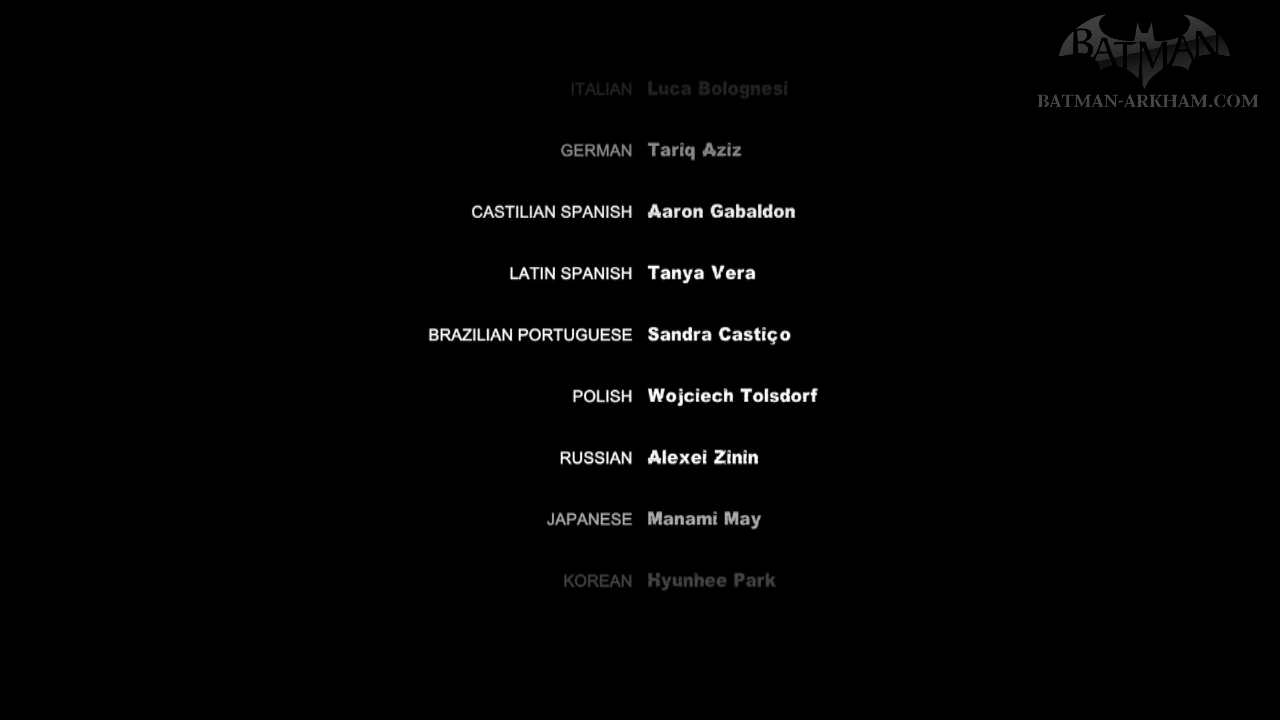 BATMAN
BATMAN-ARKHAM.COM
ITALIAN Luca Bolognesi
GERMAN Tariq Aziz
CASTILIAN SPANISH Aaron Gabaldon
LATIN SPANISH Tanya Vera
BRAZILIAN PORTUGUESE Sandra Castiço
POLISH Wojciech Tolsdorf
RUSSIAN Alexei Zinin
JAPANESE Manami May
KOREAN Hyunhee Park